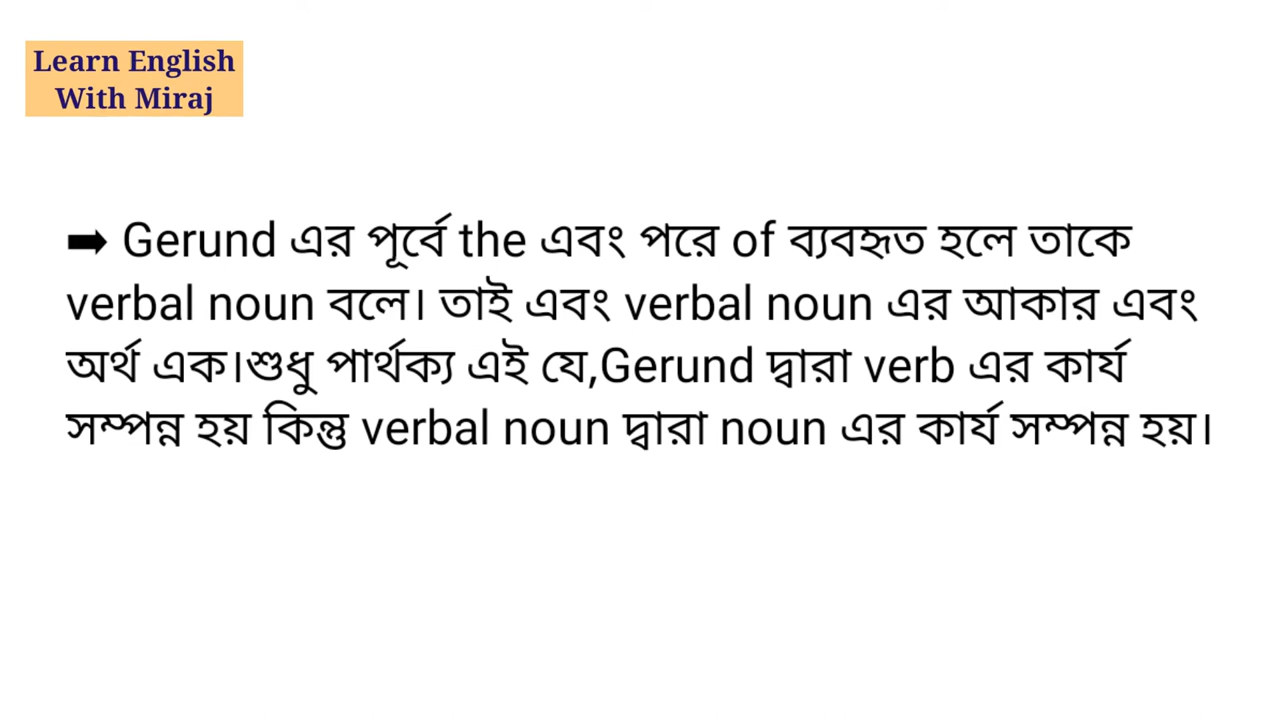 Learn English
With Miraj
➡ Gerund এর পূর্বে the এবং পরে of ব্যবহৃত হলে তাকে
verbal noun বলে। তাই এবং verbal noun এর আকার এবং
অর্থ এক।শুধু পার্থক্য এই যে,Gerund দ্বারা verb এর কার্য
সম্পন্ন হয় কিন্তু verbal noun দ্বারা noun এর কার্য সম্পন্ন হয়।